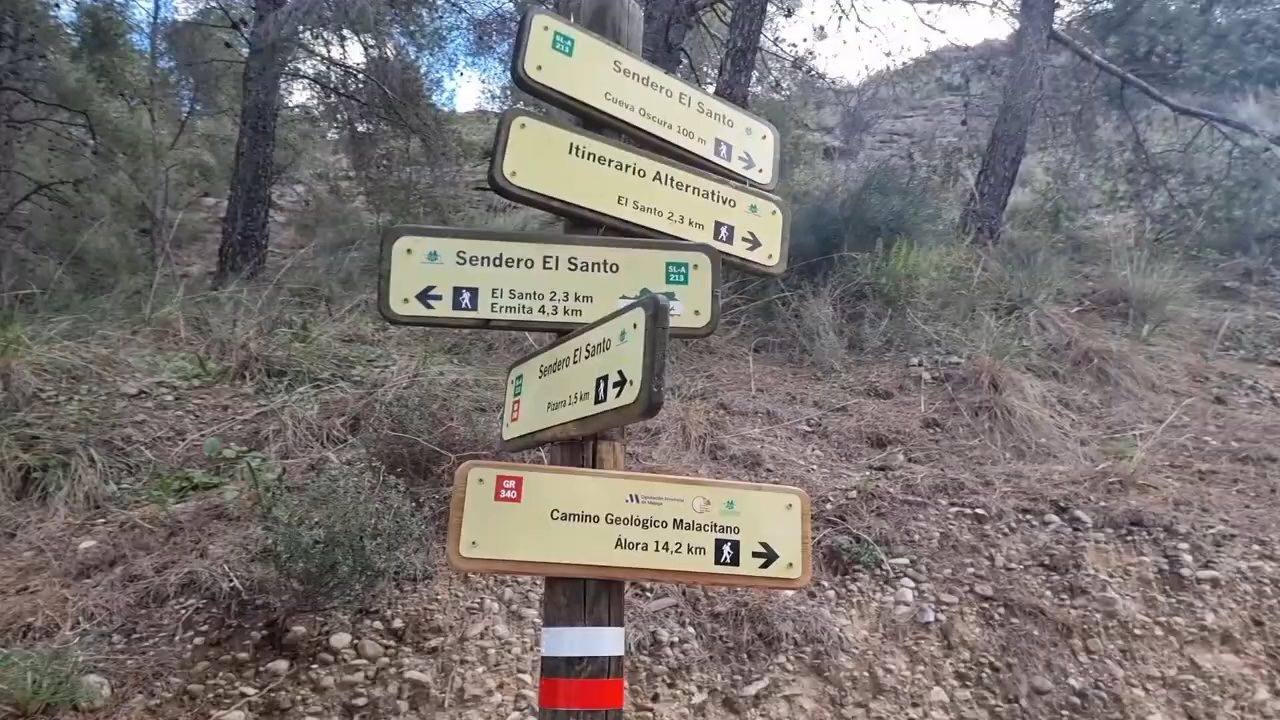 SL-A
213
Sendero El Santo
Cueva Oscura 100 m
Itinerario Alternativo
El Santo 2,3 km
Sendero El Santo
SL-A
213
El Santo 2,3 km
Ermita 4,3 km
Sendero El Santo
Pizarra 1,5 km
GR
340
Camino Geológico Malacitano
Álora 14,2 km